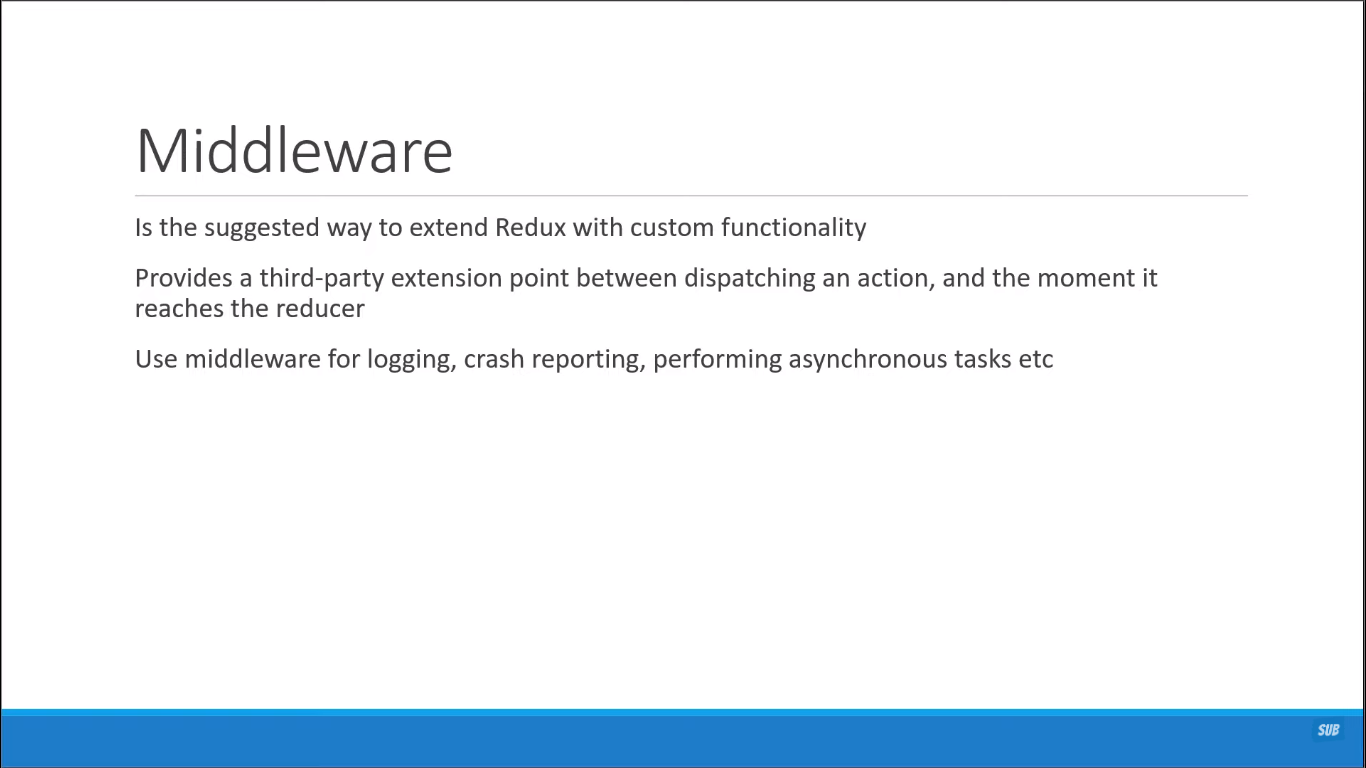 Middleware
Is the suggested way to extend Redux with custom functionality
Provides a third-party extension point between dispatching an action, and the moment it
reaches the reducer
Use middleware for logging, crash reporting, performing asynchronous tasks etc
SUB